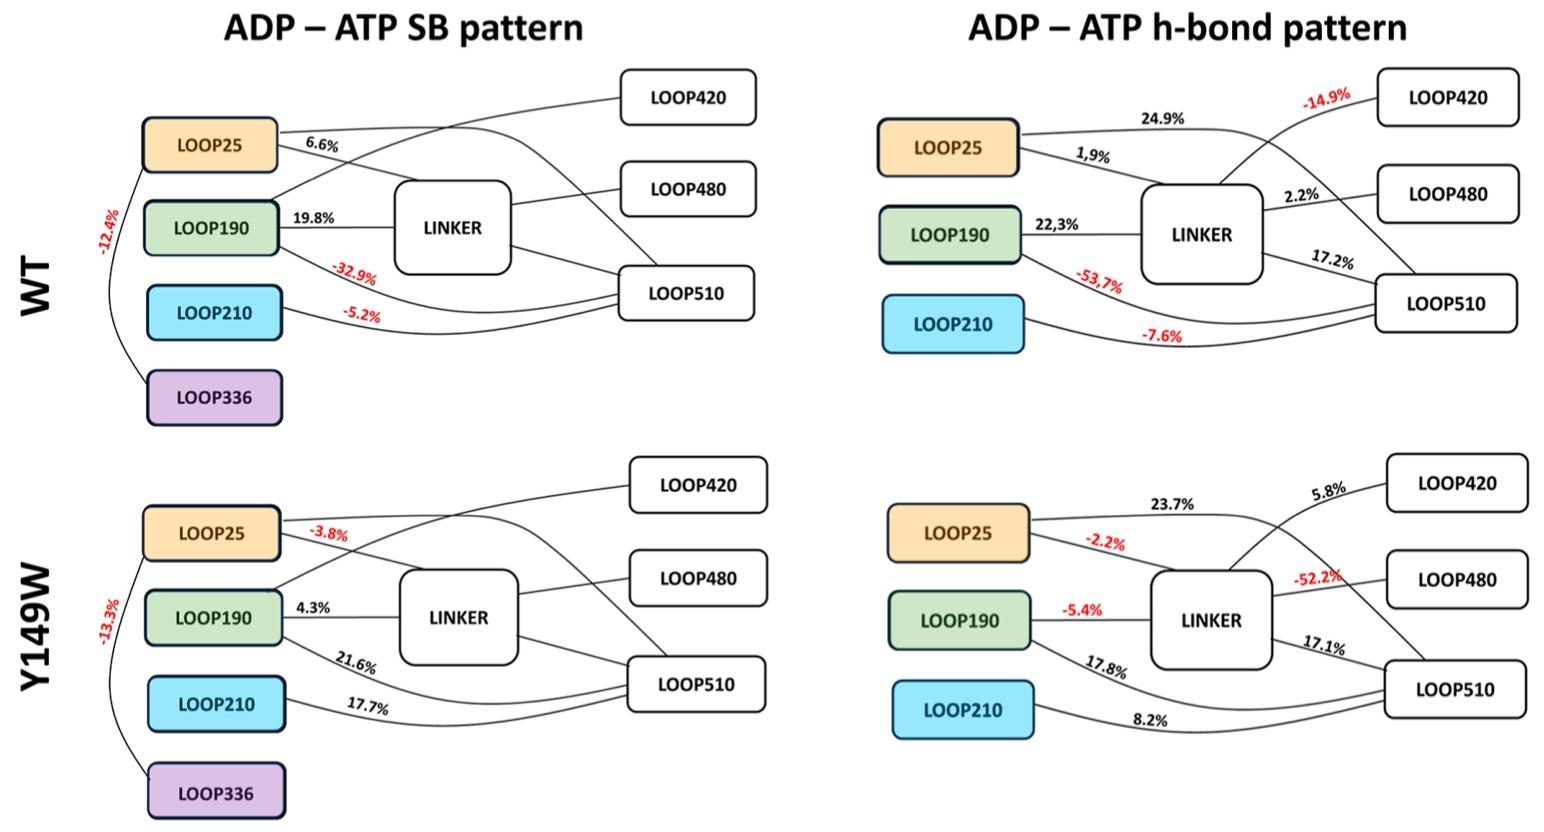 ADP – ATP SB pattern
ADP – ATP h-bond pattern
WT
LOOP25
LOOP190
LOOP210
LOOP336
LINKER
LOOP420
LOOP480
LOOP510
6.6%
19.8%
-32.9%
-5.2%
-12.4%
LOOP25
LOOP190
LOOP210
LINKER
LOOP420
LOOP480
LOOP510
24.9%
1,9%
22,3%
-53,7%
-7.6%
-14.9%
2.2%
17.2%
Y149W
LOOP25
LOOP190
LOOP210
LOOP336
LINKER
LOOP420
LOOP480
LOOP510
-3.8%
4.3%
21.6%
17.7%
-13.3%
LOOP25
LOOP190
LOOP210
LINKER
LOOP420
LOOP480
LOOP510
23.7%
-2.2%
-5.4%
17.8%
8.2%
5.8%
-52.2%
17.1%